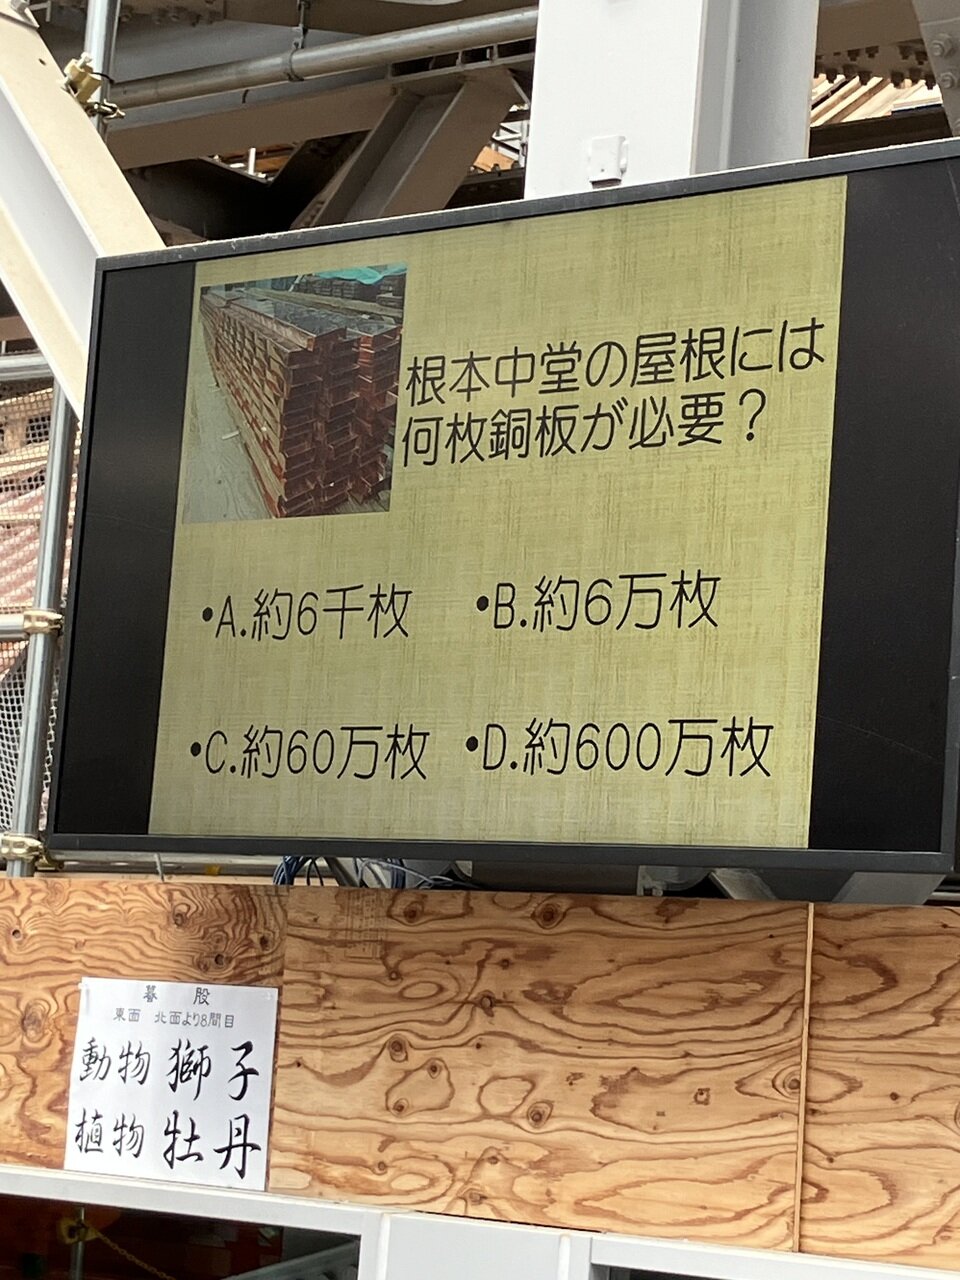 根本中堂の屋根には
何枚銅板が必要？
•A.約6千枚
•B.約6万枚
•C.約60万枚
•D.約600万枚
蟇股
東面 北面より8間目
動物 獅子
植物 牡丹